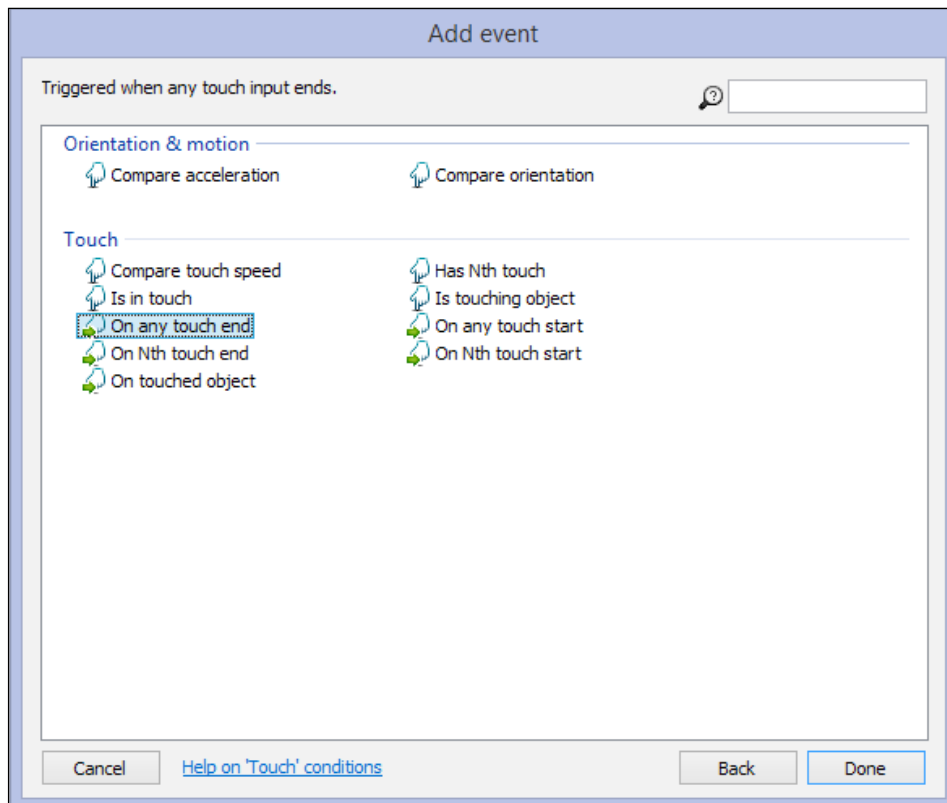 Add event
Triggered when any touch input ends.
Orientation & motion
Compare acceleration Compare orientation
Touch
Compare touch speed Has Nth touch
Is in touch Is touching object
On any touch end On any touch start
On Nth touch end On Nth touch start
On touched object
Cancel Help on 'Touch' conditions Back Done